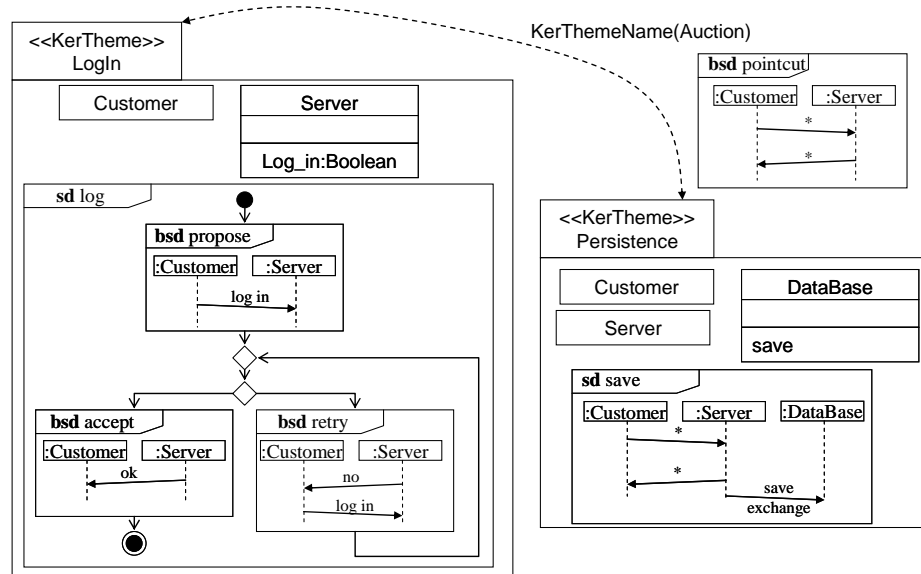 <<KerTheme>>
LogIn
KerThemeName(Auction)
bsd pointcut
:Customer :Server
*
*
Customer
Server
Log_in:Boolean
sd log
bsd propose
:Customer :Server
log in
bsd accept
:Customer :Server
ok
bsd retry
:Customer :Server
no
log in
<<KerTheme>>
Persistence
Customer
Server
DataBase
save
sd save
:Customer :Server :DataBase
*
*
save
exchange